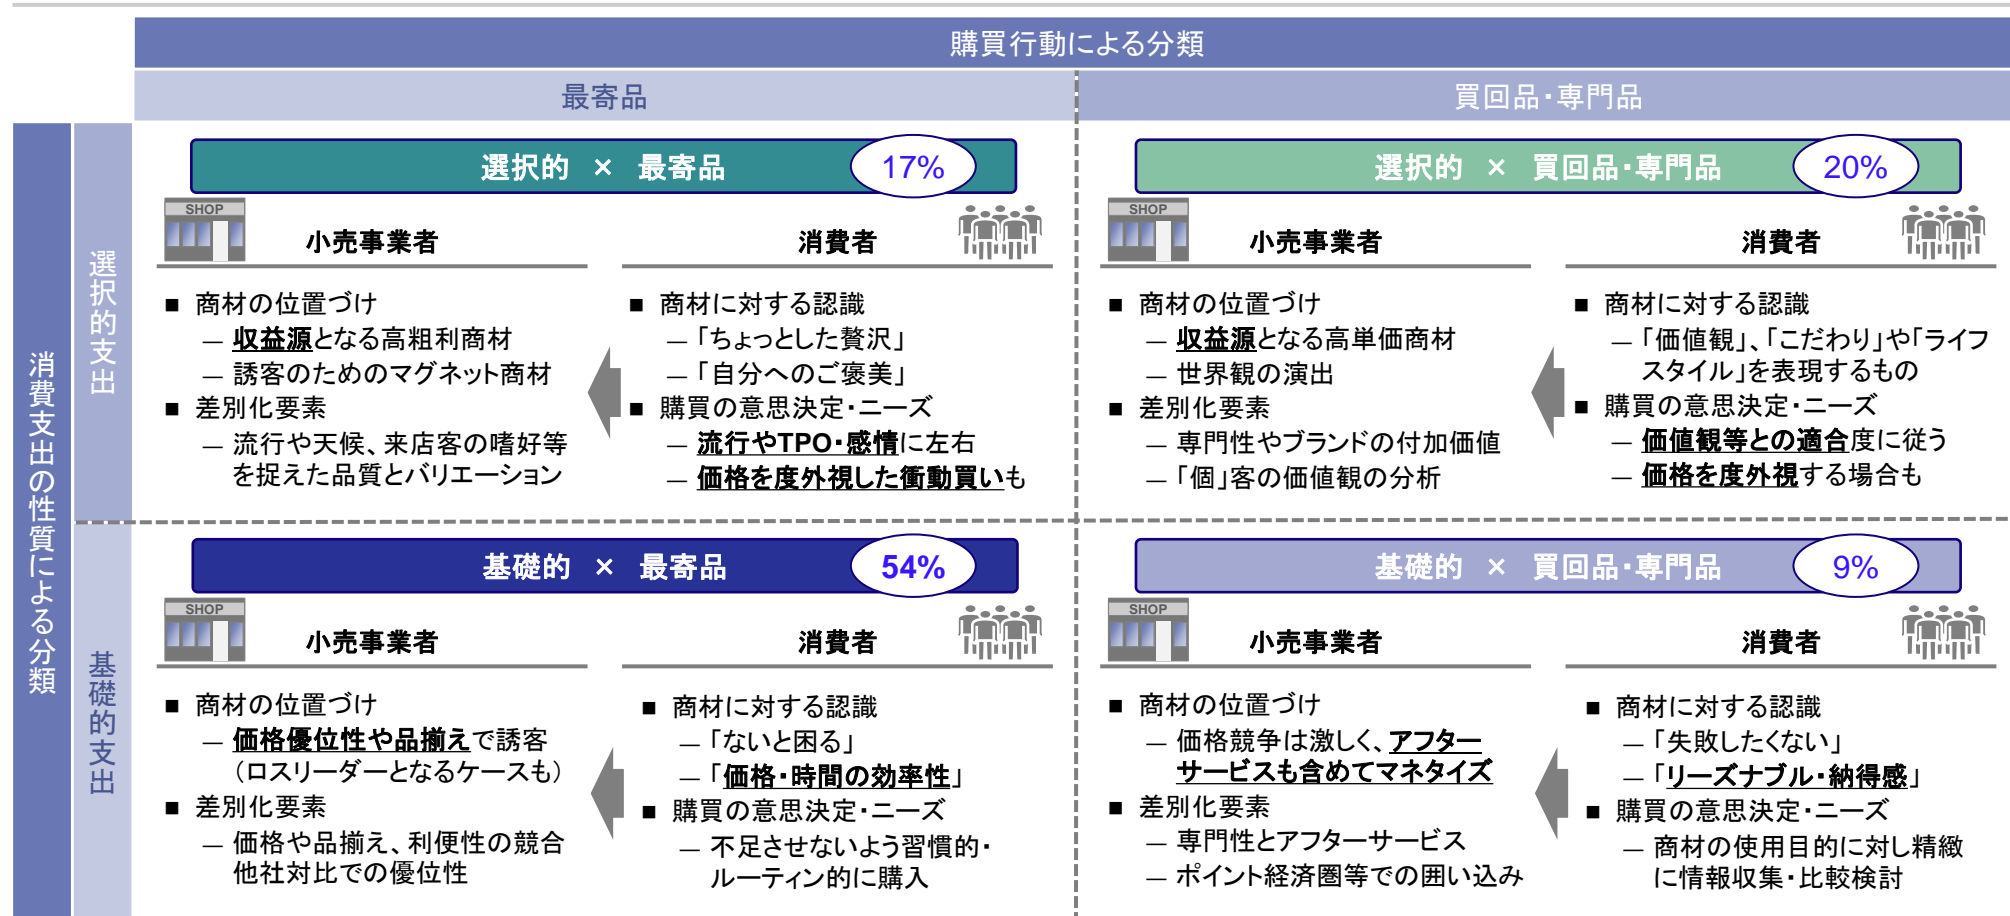 購買行動による分類
最寄品
買回品・専門品
消費支出の性質による分類
選択的支出
選択的 × 最寄品
17%
SHOP
小売事業者
消費者
■ 商材の位置づけ
― 収益源となる高粗利商材
― 誘客のためのマグネット商材
■ 差別化要素
― 流行や天候、来店客の嗜好等
を捉えた品質とバリエーション
■ 商材に対する認識
― 「ちょっとした贅沢」
― 「自分へのご褒美」
■ 購買の意思決定・ニーズ
― 流行やTPO・感情に左右
― 価格を度外視した衝動買いも
選択的 × 買回品・専門品
20%
SHOP
小売事業者
消費者
■ 商材の位置づけ
― 収益源となる高単価商材
― 世界観の演出
■ 差別化要素
― 専門性やブランドの付加価値
― 「個」客の価値観の分析
■ 商材に対する認識
― 「価値観」、「こだわり」や「ライフ
スタイル」を表現するもの
■ 購買の意思決定・ニーズ
― 価値観等との適合度に従う
― 価格を度外視する場合も
基礎的支出
基礎的 × 最寄品
54%
SHOP
小売事業者
消費者
■ 商材の位置づけ
― 価格優位性や品揃えで誘客
（ロスリーダーとなるケースも）
■ 差別化要素
― 価格や品揃え、利便性の競合
他社対比での優位性
■ 商材に対する認識
― 「ないと困る」
― 「価格・時間の効率性」
■ 購買の意思決定・ニーズ
― 不足させないよう習慣的・
ルーティン的に購入
基礎的 × 買回品・専門品
9%
SHOP
小売事業者
消費者
■ 商材の位置づけ
― 価格競争は激しく、アフター
サービスも含めてマネタイズ
■ 差別化要素
― 専門性とアフターサービス
― ポイント経済圏等での囲い込み
■ 商材に対する認識
― 「失敗したくない」
― 「リーズナブル・納得感」
■ 購買の意思決定・ニーズ
― 商材の使用目的に対し精緻
に情報収集・比較検討